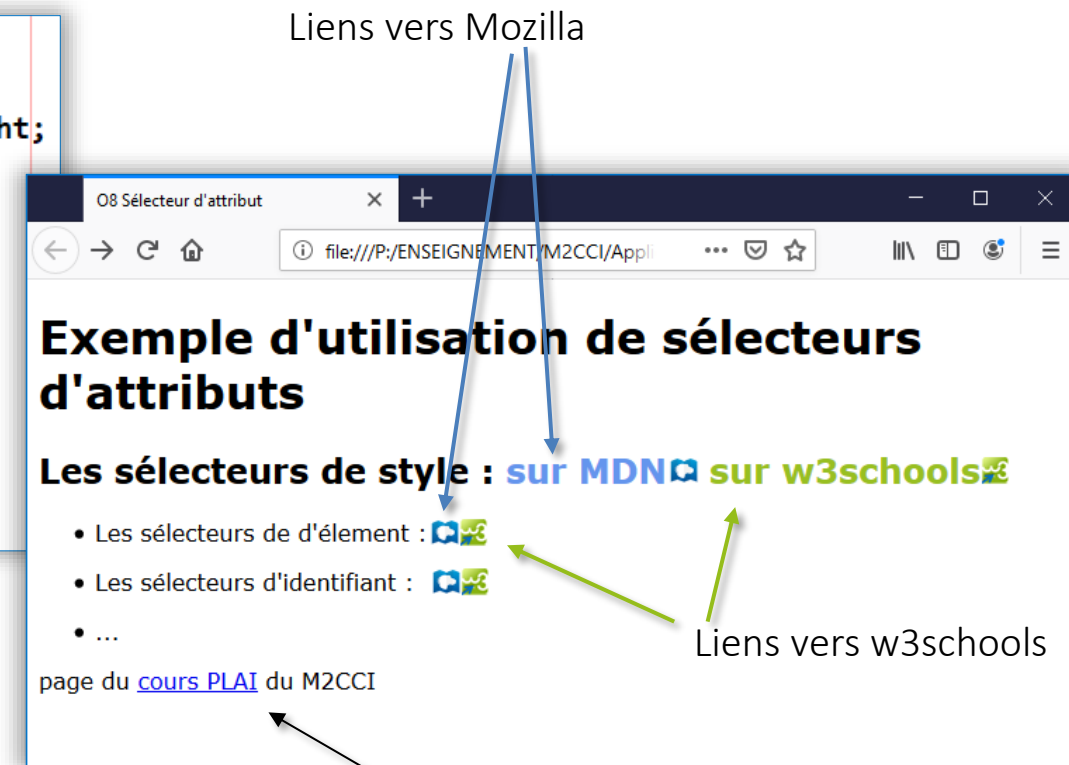 Liens vers Mozilla
ht;
O8 Sélecteur d'attribut
file:///P:/ENSEIGNEMENT/M2CCI/Appli
Exemple d'utilisation de sélecteurs
d'attributs
Les sélecteurs de style : sur MDN sur w3schools
• Les sélecteurs de d'élement :
• Les sélecteurs d'identifiant :
• ...
Liens vers w3schools
page du cours PLAI du M2CCI